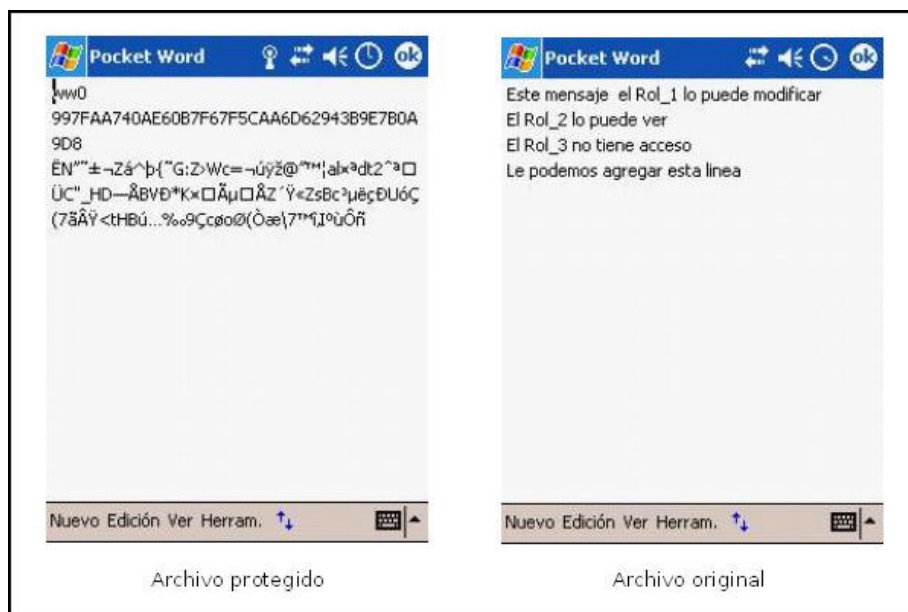 Pocket Word
ww0
997FAA740AE60B7F67F5CAA6D62943B9E7B0A
9D8
Nuevo Edición Ver Herram.
Archivo protegido
Pocket Word
ok
Este mensaje el Rol_1 lo puede modificar
El Rol_2 lo puede ver
El Rol_3 no tiene acceso
Le podemos agregar esta linea
Nuevo Edición Ver Herram.
Archivo original